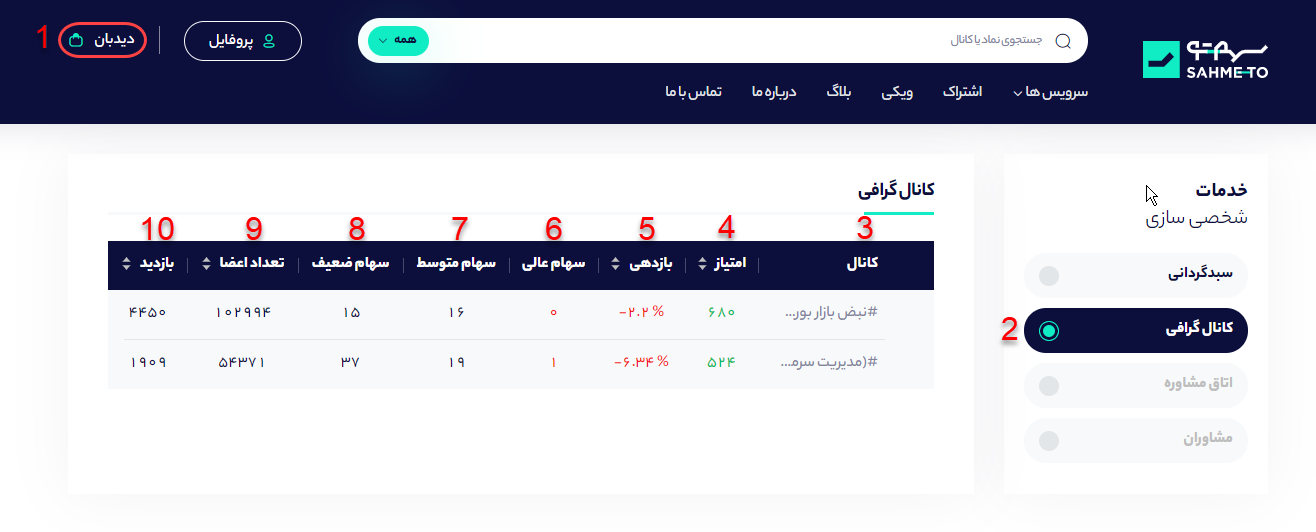 سهمتو
SAHMETO
جستجوی نماد یا کانال
همه
پروفایل
دیدبان
1
سرویس ها
اشتراک
ویکی
بلاگ
درباره ما
تماس با ما
خدمات
شخصی سازی
سبدگردانی
کانال گرافی
2
اتاق مشاوره
مشاوران
کانال گرافی
3 4 5 6 7 8 9 10
کانال امتیاز بازدهی سهام عالی سهام متوسط سهام ضعیف تعداد اعضا بازدید
#نبض بازار بور... ۶۸۰ -۲.۲ % ۰ ۱۶ ۱۵ ۱۰۲۹۹۴ ۴۴۵۰
#(مدیریت سرمـ... ۵۲۴ -۶.۳۴ % ۱ ۱۹ ۳۷ ۵۴۳۷۱ ۱۹۰۹